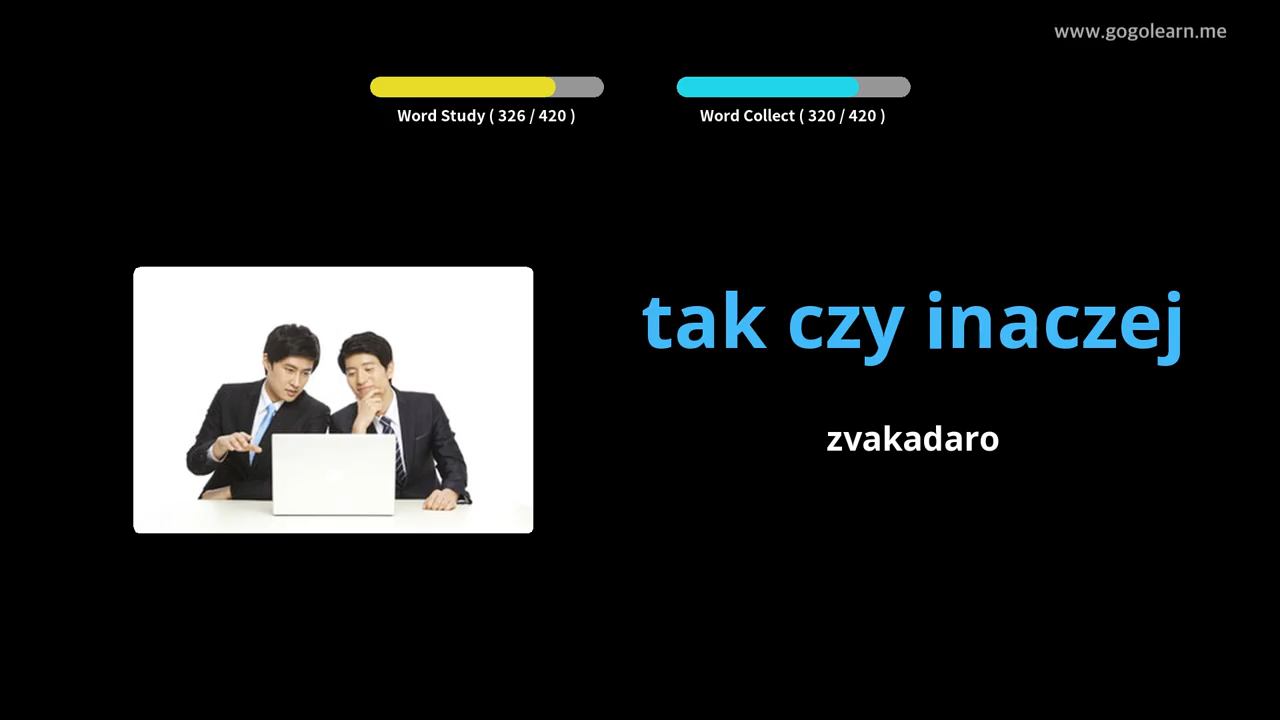 www.gogolearn.me
Word Study ( 326 / 420 )
Word Collect ( 320 / 420 )
tak czy inaczej
zvakadaro